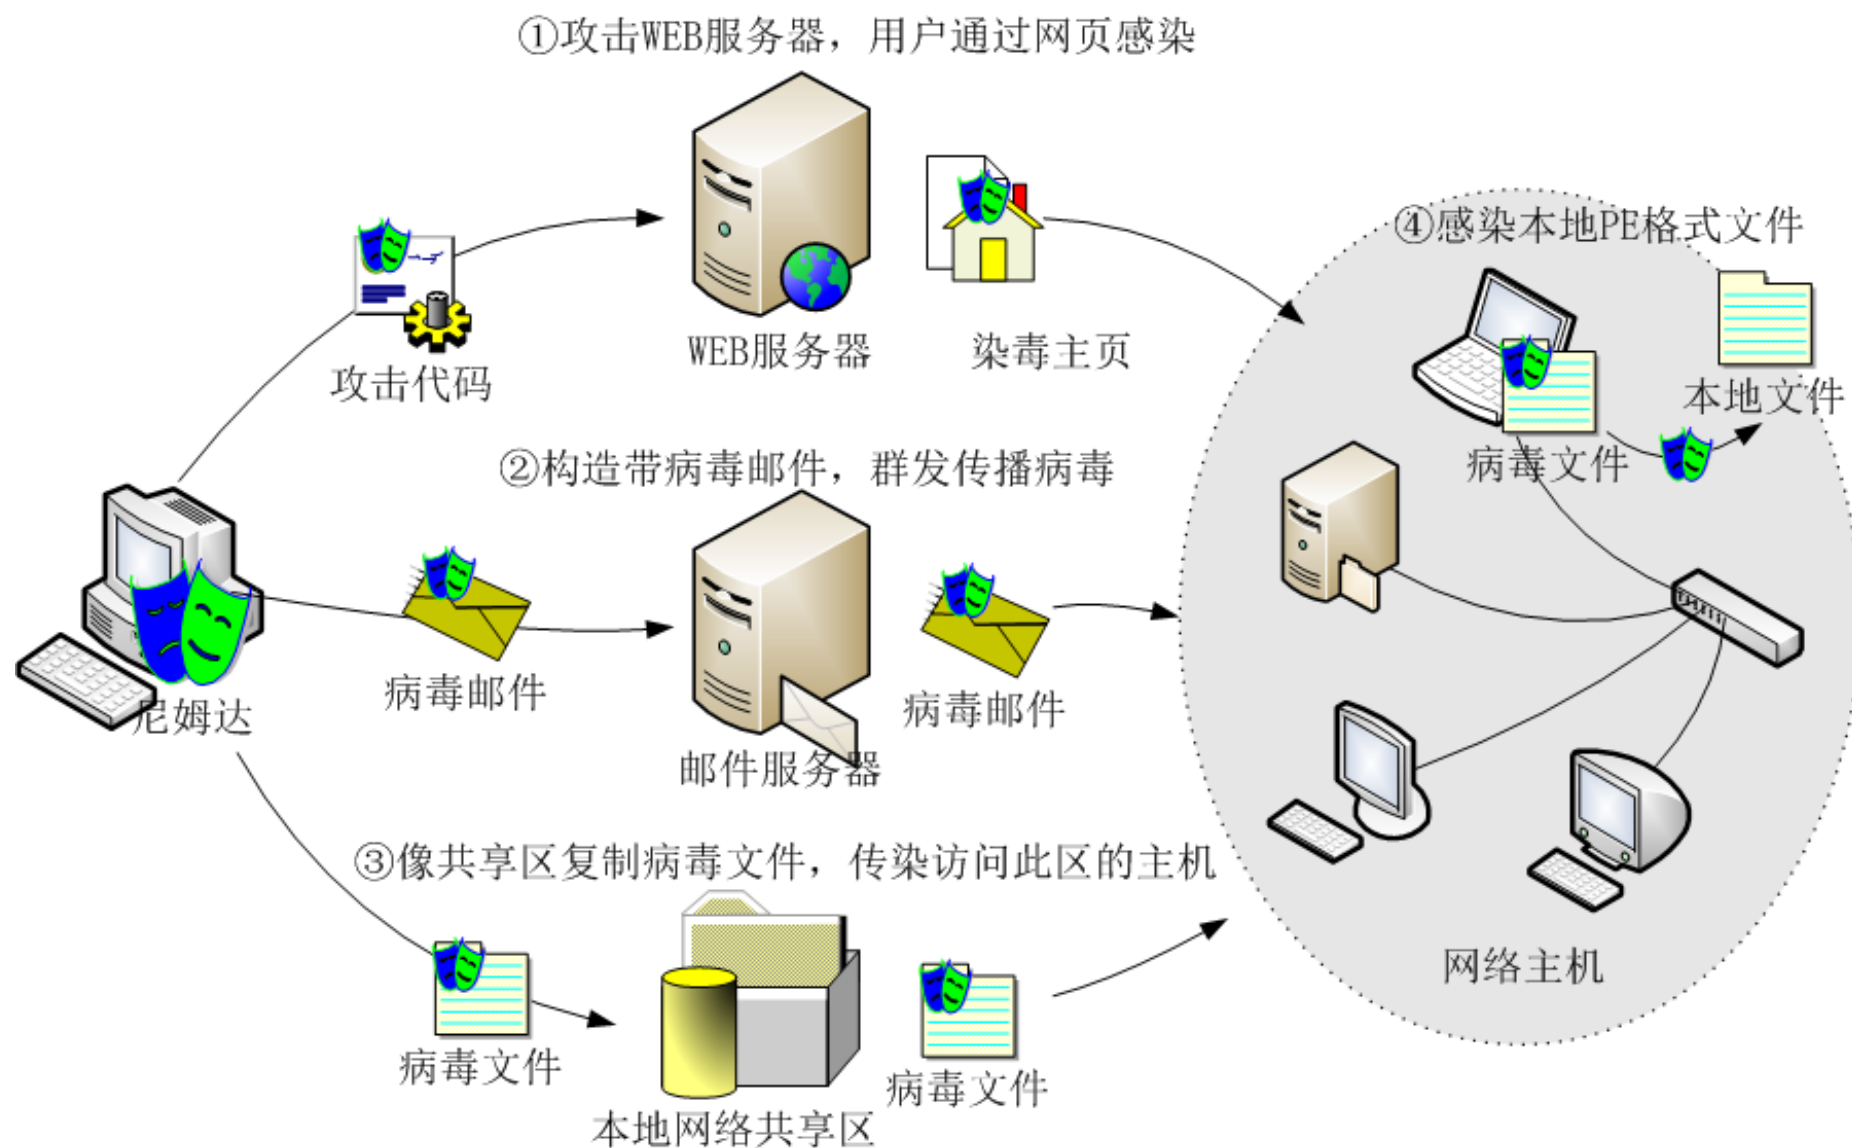 ①攻击WEB服务器，用户通过网页感染
④感染本地PE格式文件
WEB服务器
染毒主页
攻击代码
本地文件
病毒文件
②构造带病毒邮件，群发传播病毒
尼姆达
病毒邮件
病毒邮件
邮件服务器
③像共享区复制病毒文件，传染访问此区的主机
网络主机
病毒文件
病毒文件
本地网络共享区